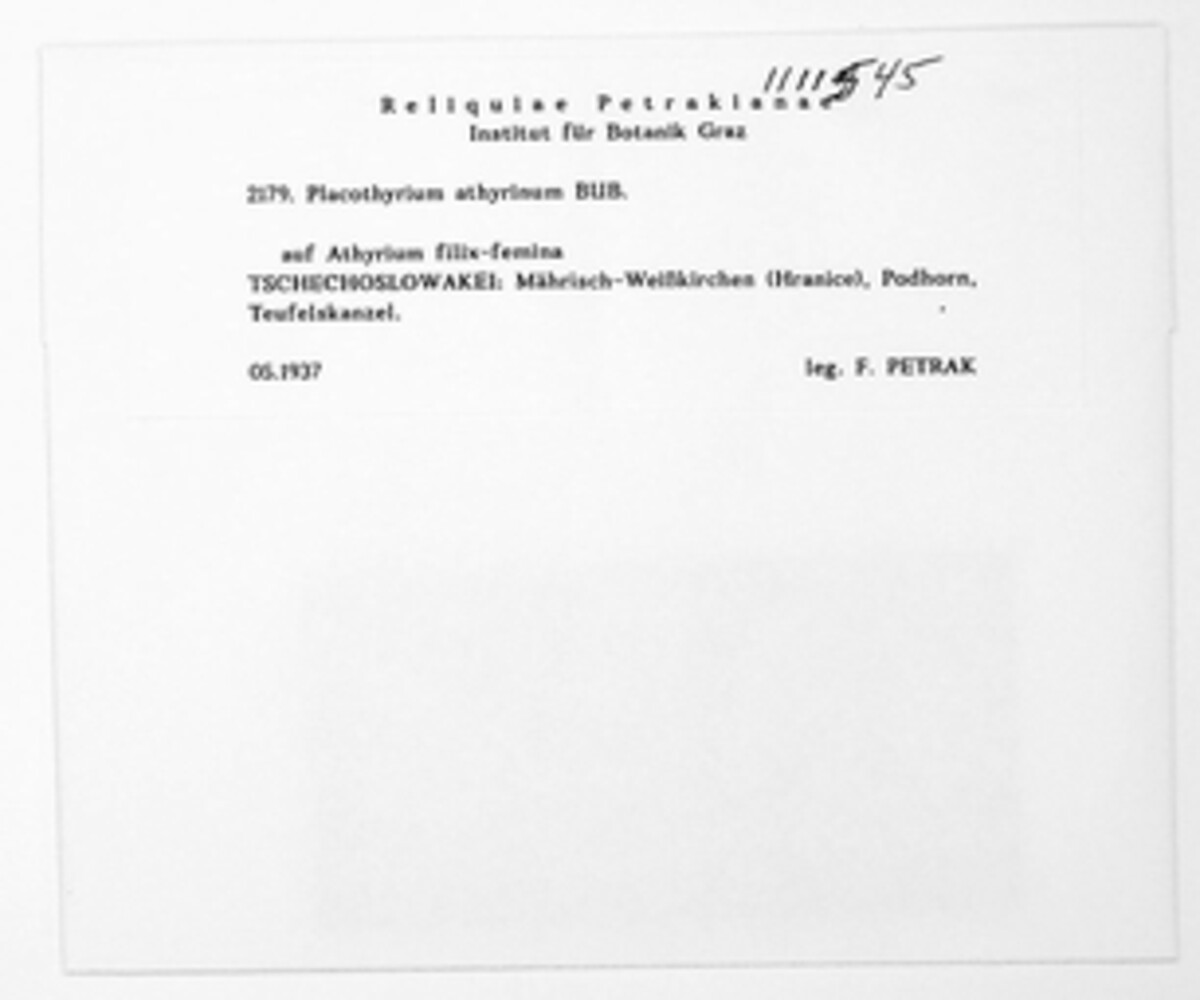 Reliquiae Petrakianae
Institut für Botanik Graz
2179. Placothyrium athyrinum BUB.
auf Athyrium filix-femina
TSCHECHOSLOWAKEI: Mährisch-Weißkirchen (Hranice), Podhorn,
Teufelskanzel.
05.1937 leg. F. PETRAK